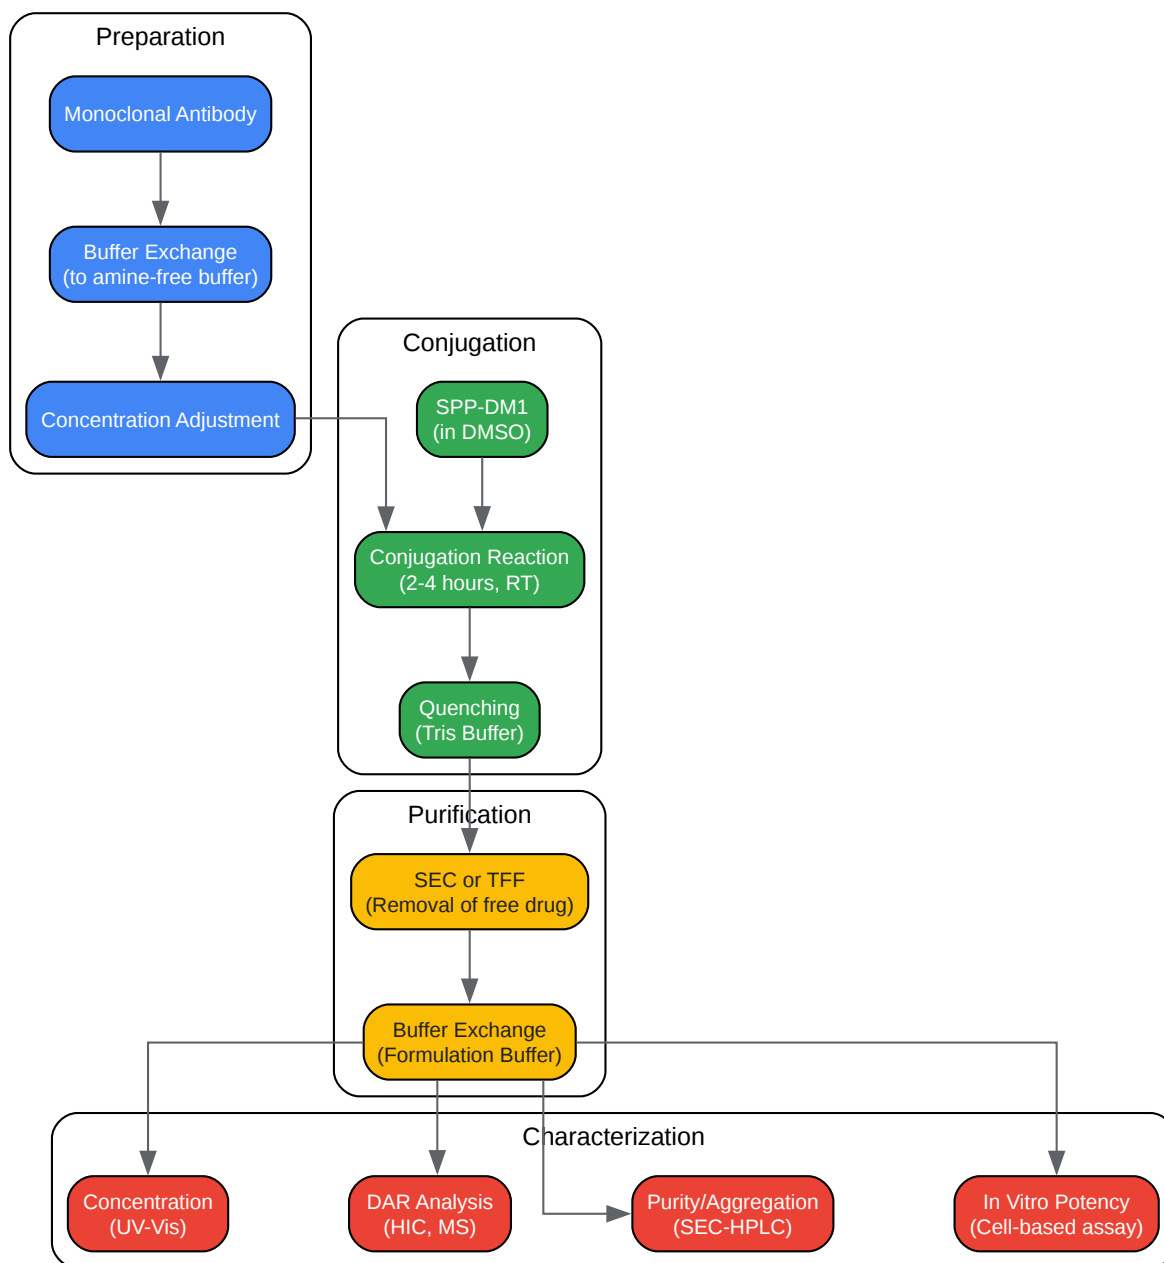 Preparation
Monoclonal Antibody
Buffer Exchange
(to amine-free buffer)
Concentration Adjustment
Conjugation
SPP-DM1
(in DMSO)
Conjugation Reaction
(2-4 hours, RT)
Quenching
(Tris Buffer)
Purification
SEC or TFF
(Removal of free drug)
Buffer Exchange
(Formulation Buffer)
Characterization
Concentration
(UV-Vis)
DAR Analysis
(HIC, MS)
Purity/Aggregation
(SEC-HPLC)
In Vitro Potency
(Cell-based assay)